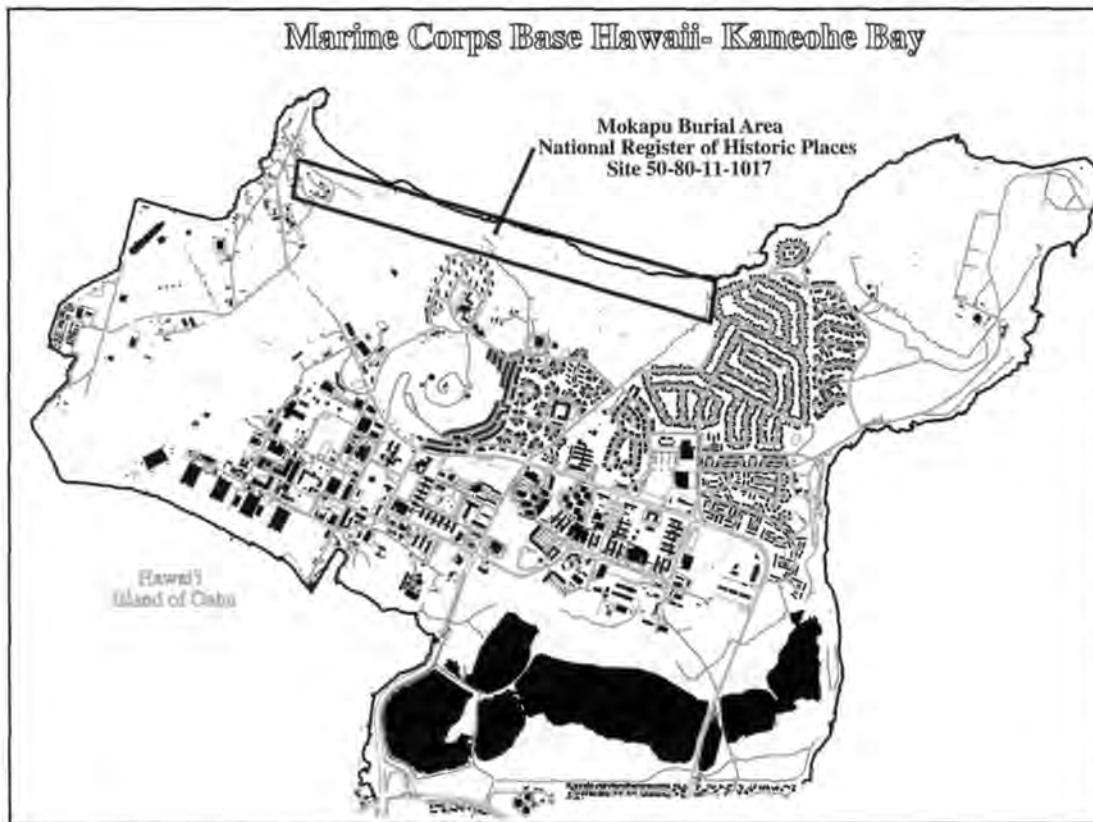 Marine Corps Base Hawaii- Kaneohe Bay
Mokapu Burial Area
National Register of Historic Places
Site 50-80-11-1017
Hawai'i
Island of Oahu